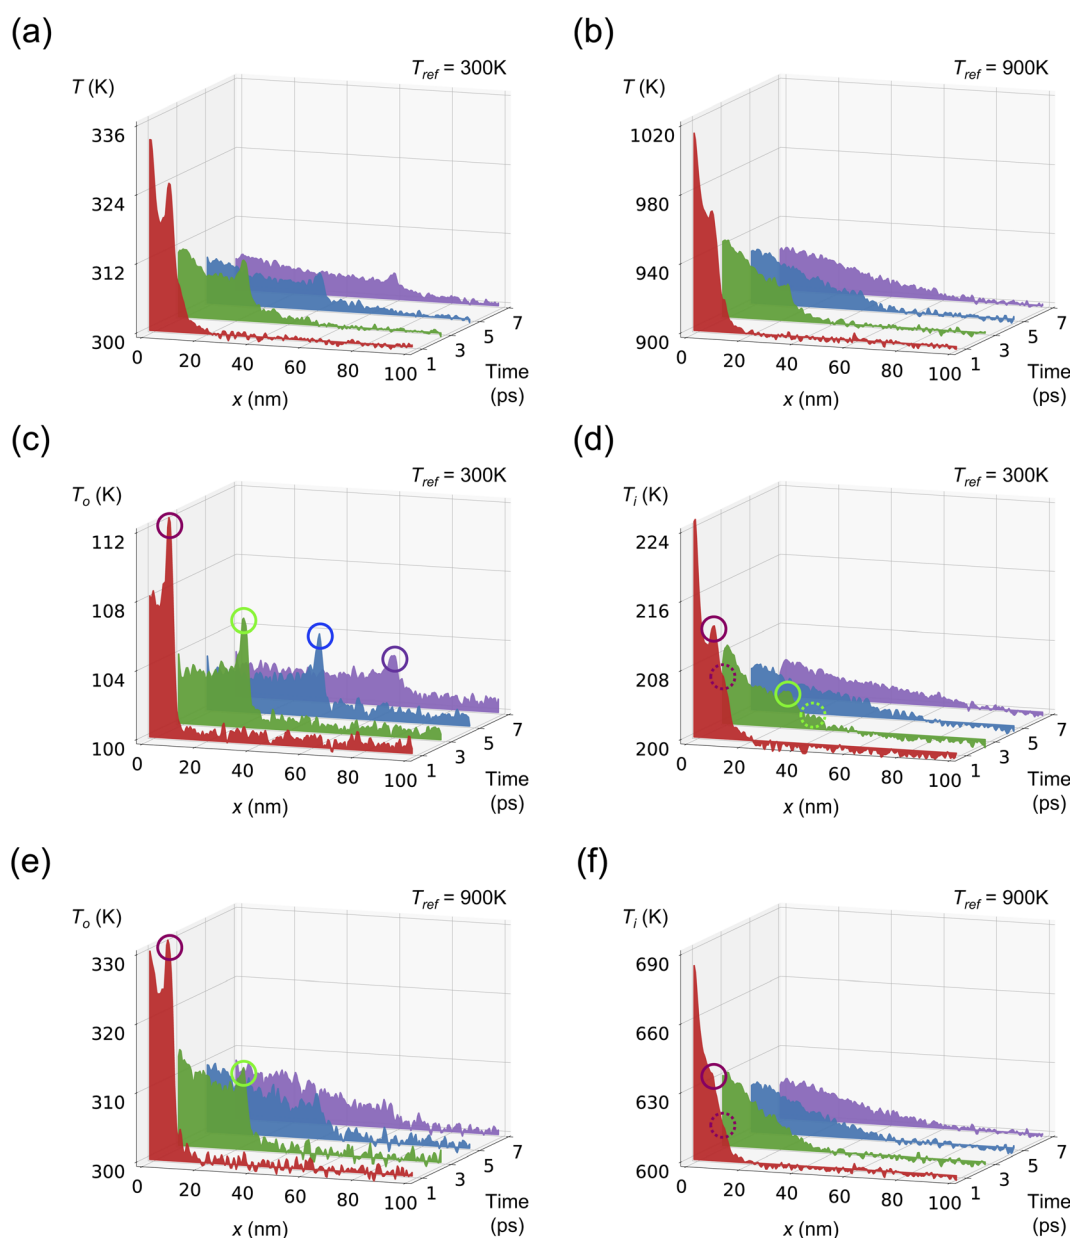 (a)
T (K)
T_ref = 300K
336
324
312
300
0 20 40 60 80 100
1 3 5 7
Time
(ps)
x (nm)
(b)
T (K)
T_ref = 900K
1020
980
940
900
0 20 40 60 80 100
1 3 5 7
Time
(ps)
x (nm)
(c)
T_o (K)
T_ref = 300K
112
108
104
100
0 20 40 60 80 100
1 3 5 7
Time
(ps)
x (nm)
(d)
T_i (K)
T_ref = 300K
224
216
208
200
0 20 40 60 80 100
1 3 5 7
Time
(ps)
x (nm)
(e)
T_o (K)
T_ref = 900K
330
320
310
300
0 20 40 60 80 100
1 3 5 7
Time
(ps)
x (nm)
(f)
T_i (K)
T_ref = 900K
690
660
630
600
0 20 40 60 80 100
1 3 5 7
Time
(ps)
x (nm)